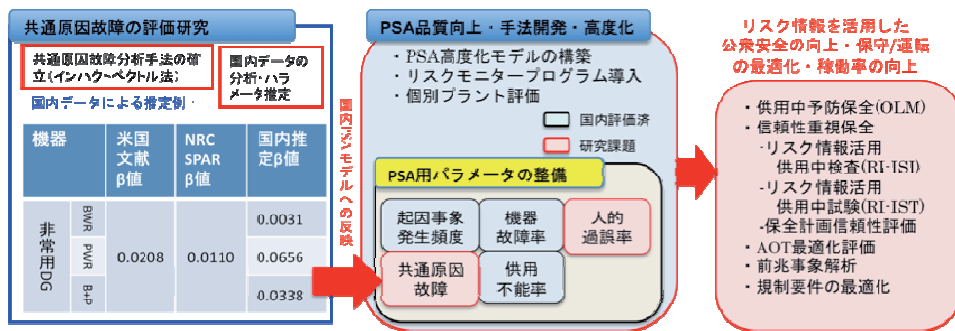 共通原因故障の評価研究
共通原因故障分析手法の確
立(インパクトベクトル法)
国内データの
分析・パラ
メータ推定
国内データによる推定例・
機器
米国
文献
β値
NRC
SPAR
β値
国内推
定β値
非常用DG
BWR
PWR
B+P
0.0208
0.0110
0.0031
0.0656
0.0338
国内PSAモデルへの反映
PSA品質向上・手法開発・高度化
・PSA高度化モデルの構築
・リスクモニタープログラム導入
・個別プラント評価
国内評価済
研究課題
PSA用パラメータの整備
起因事象
発生頻度
機器
故障率
人的
過誤率
共通原因
故障
供用
不能率
リスク情報を活用した
公衆安全の向上・保守/運転
の最適化・稼働率の向上
・供用中予防保全(OLM)
・信頼性重視保全
・リスク情報活用
供用中検査(RI-ISI)
・リスク情報活用
供用中試験(RI-IST)
・保全計画信頼性評価
・AOT最適化評価
・前兆事象解析
・規制要件の最適化